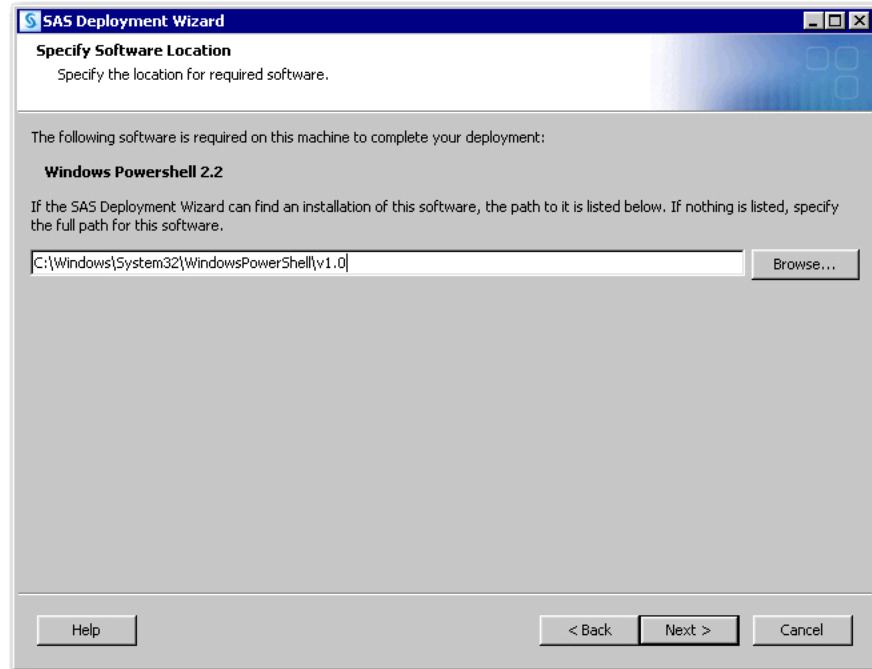 SAS Deployment Wizard
Specify Software Location
Specify the location for required software.
The following software is required on this machine to complete your deployment:
Windows Powershell 2.2
If the SAS Deployment Wizard can find an installation of this software, the path to it is listed below. If nothing is listed, specify
the full path for this software.
C:\Windows\System32\WindowsPowerShell\v1.0
Browse...
Help
< Back
Next >
Cancel